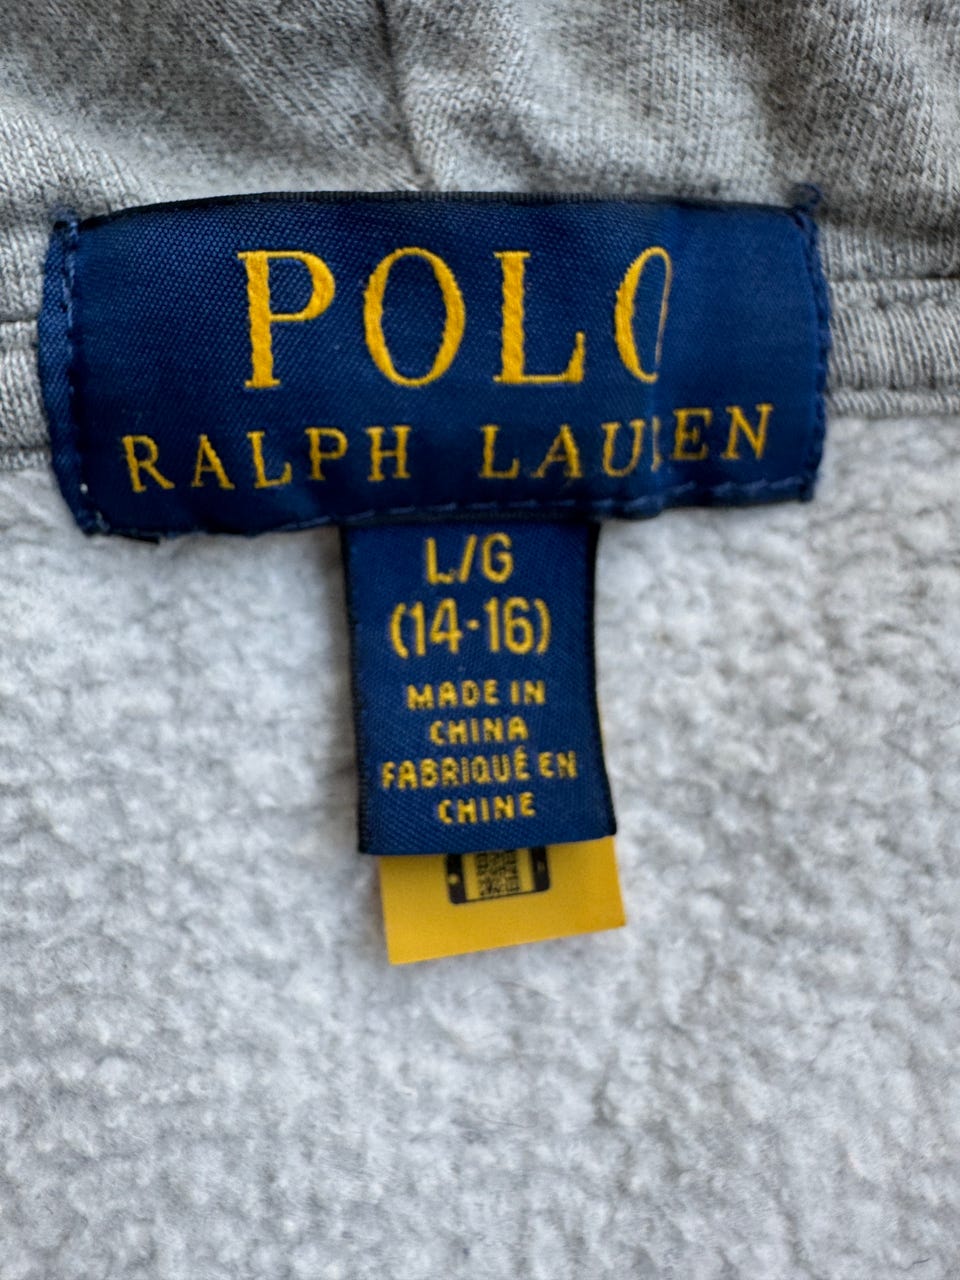 POLO
RALPH LAUREN
L/G
(14-16)
MADE IN
CHINA
FABRIQUÉ EN
CHINE